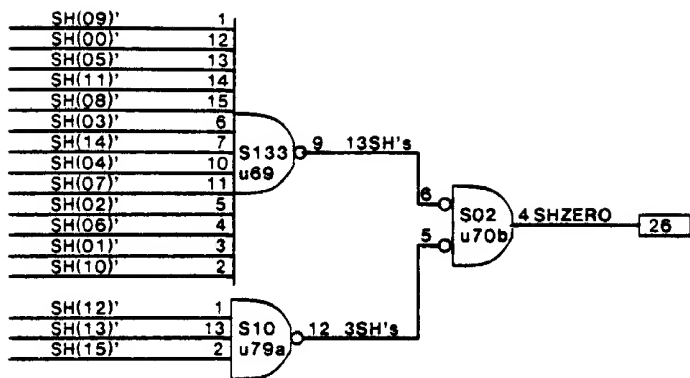 SH(09)' 1
SH(00)' 12
SH(05)' 13
SH(11)' 14
SH(08)' 15
SH(03)' 6
SH(14)' 7
SH(04)' 10
SH(07)' 11
SH(02)' 5
SH(06)' 4
SH(01)' 3
SH(10)' 2
S133
u69
9 13SH's
6
5
S02
u70b
4 SHZERO
26
SH(12)' 1
SH(13)' 13
SH(15)' 2
S10
u79a
12 3SH's